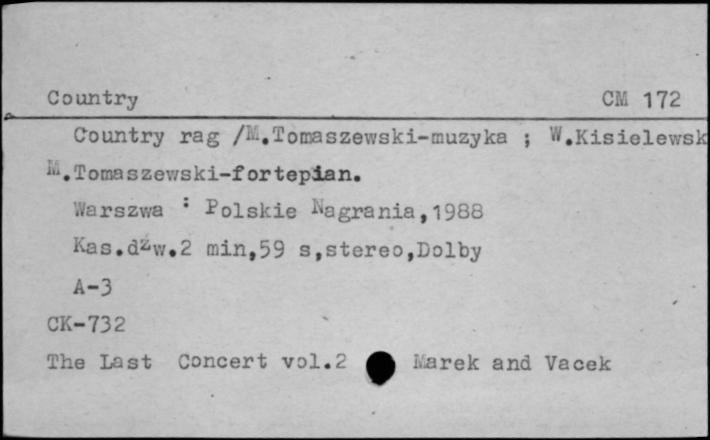 Country CM 172
Country rag /M.Tomaszewski-muzyka ; W.Kisielewsk
M.Tomaszewski-fortepian.
Warszwa : Polskie Nagrania,1988
Kas.dźw.2 min,59 s,stereo,Dolby
A-3
CK-732
The Last Concert vol.2 Marek and Vacek